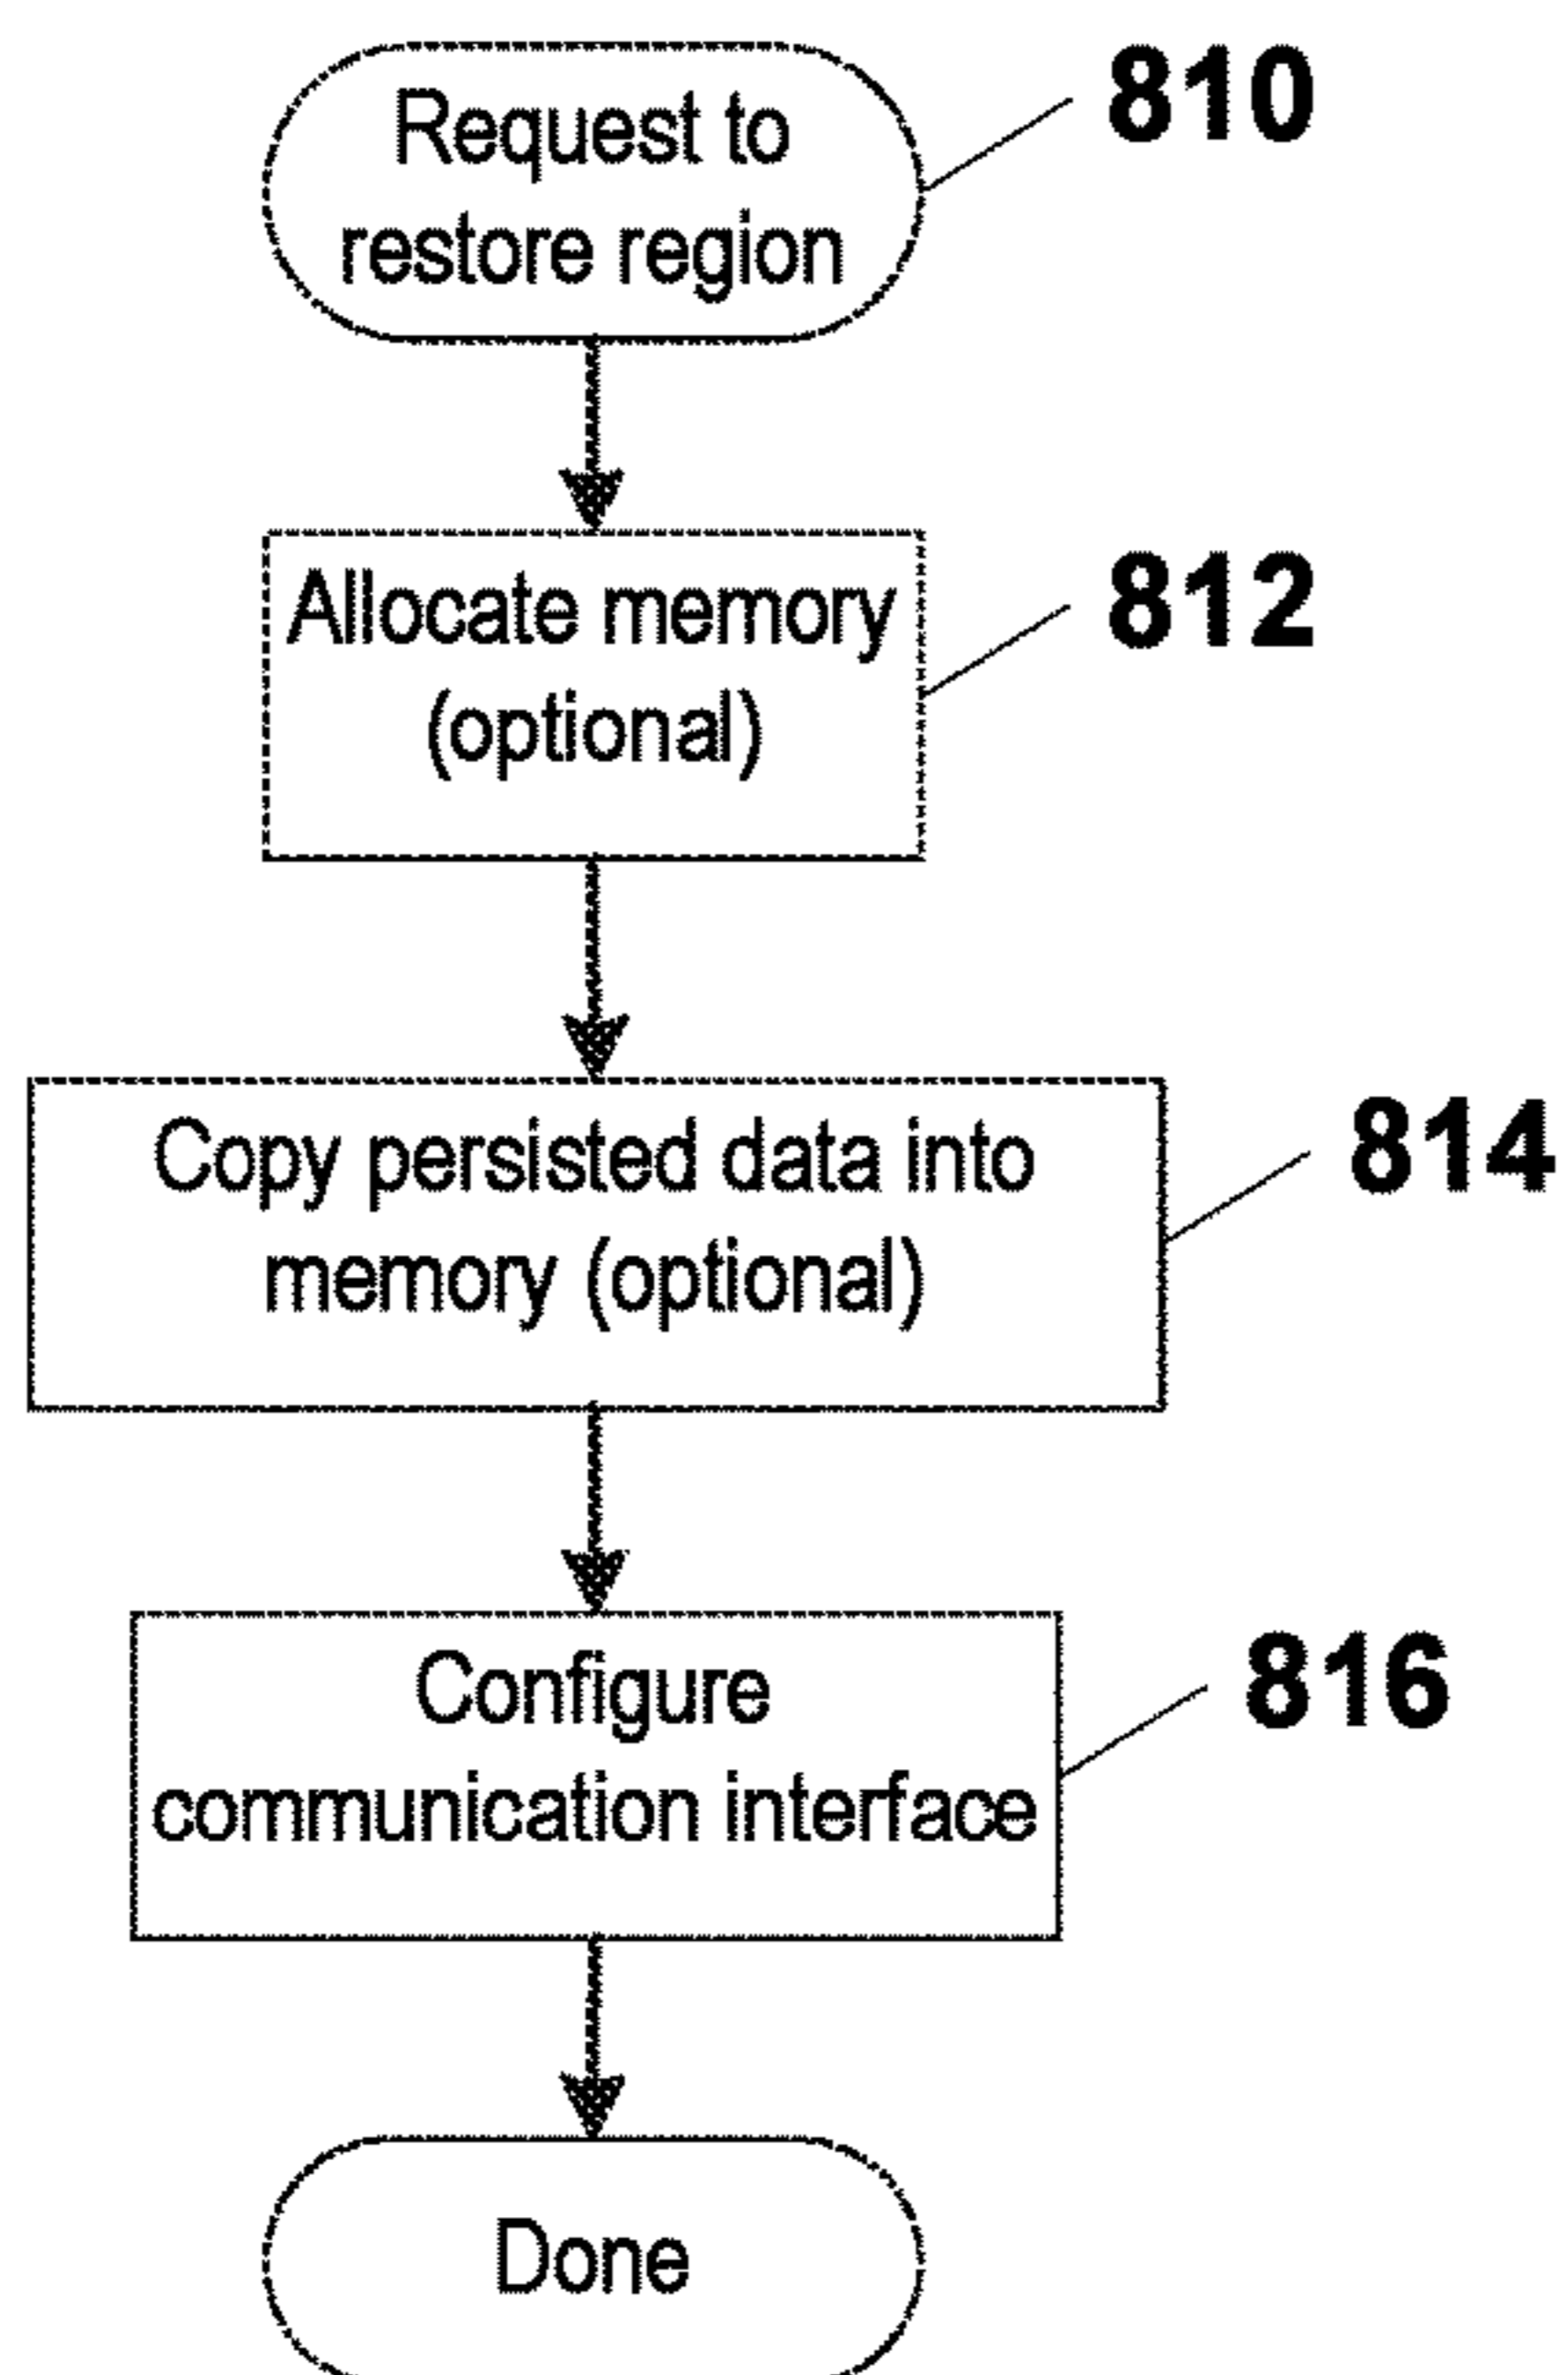 Request to
restore region
810
Allocate memory
(optional)
812
Copy persisted data into
memory (optional)
814
Configure
communication interface
816
Done